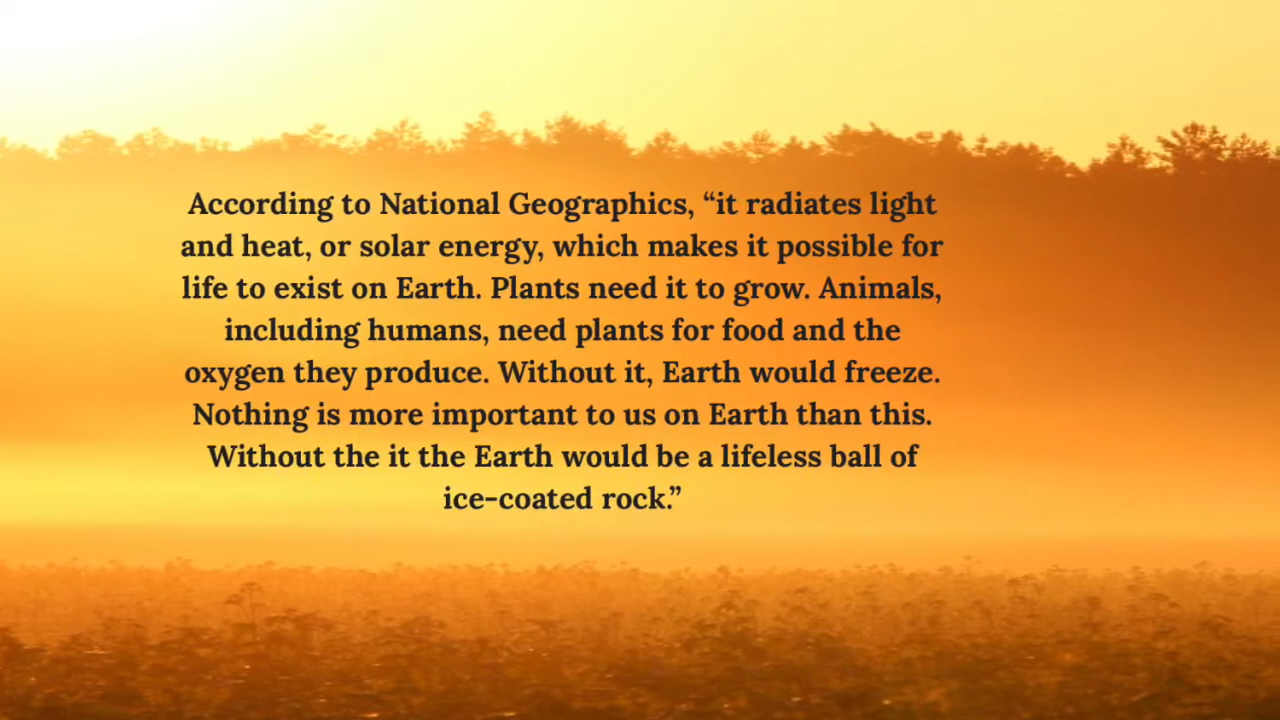 According to National Geographics, “it radiates light
and heat, or solar energy, which makes it possible for
life to exist on Earth. Plants need it to grow. Animals,
including humans, need plants for food and the
oxygen they produce. Without it, Earth would freeze.
Nothing is more important to us on Earth than this.
Without the it the Earth would be a lifeless ball of
ice-coated rock.”